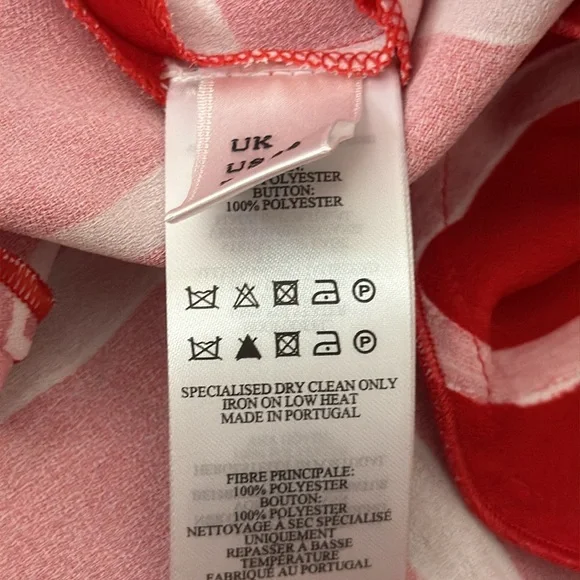 UK
US
POLYESTER
BUTTON:
100% POLYESTER
P
P
SPECIALISED DRY CLEAN ONLY
IRON ON LOW HEAT
MADE IN PORTUGAL
FIBRE PRINCIPALE:
100% POLYESTER
BOUTON:
100% POLYESTER
NETTOYAGE À SEC SPÉCIALISÉ
UNIQUEMENT
REPASSER À BASSE
TEMPÉRATURE
FABRIQUÉ AU PORTUGAL